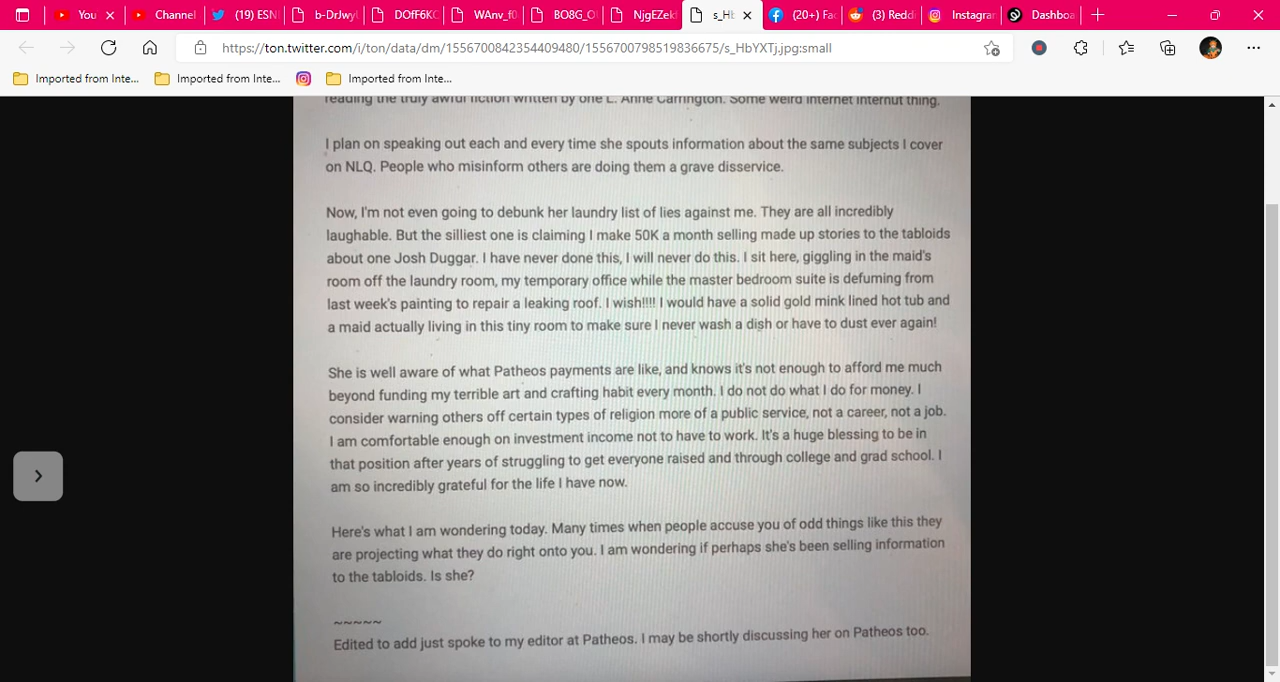 You
Channel
(19) ESN
b-DrJwyl
DOfF6KC
WAnv_f0
BO8G_O
NjgEZek
s_Hb
(20+) Fac
(3) Redd
Instagrar
Dashboa
https://ton.twitter.com/i/ton/data/dm/1556700842354409480/1556700798519836675/s_HbYXTj.jpg:small
Imported from Inte...
Imported from Inte...
Imported from Inte...
reading the truly awful fiction written by one L. Anne Carrington. Some weird internet internut thing.
I plan on speaking out each and every time she spouts information about the same subjects I cover
on NLQ. People who misinform others are doing them a grave disservice.
Now, I'm not even going to debunk her laundry list of lies against me. They are all incredibly
laughable. But the silliest one is claiming I make 50K a month selling made up stories to the tabloids
about one Josh Duggar. I have never done this, I will never do this. I sit here, giggling in the maid's
room off the laundry room, my temporary office while the master bedroom suite is defuming from
last week's painting to repair a leaking roof. I wish!!!! I would have a solid gold mink lined hot tub and
a maid actually living in this tiny room to make sure I never wash a dish or have to dust ever again!
She is well aware of what Patheos payments are like, and knows it's not enough to afford me much
beyond funding my terrible art and crafting habit every month. I do not do what I do for money. I
consider warning others off certain types of religion more of a public service, not a career, not a job.
I am comfortable enough on investment income not to have to work. It's a huge blessing to be in
that position after years of struggling to get everyone raised and through college and grad school. I
am so incredibly grateful for the life I have now.
Here's what I am wondering today. Many times when people accuse you of odd things like this they
are projecting what they do right onto you. I am wondering if perhaps she's been selling information
to the tabloids. Is she?
~~~~~
Edited to add just spoke to my editor at Patheos. I may be shortly discussing her on Patheos too.